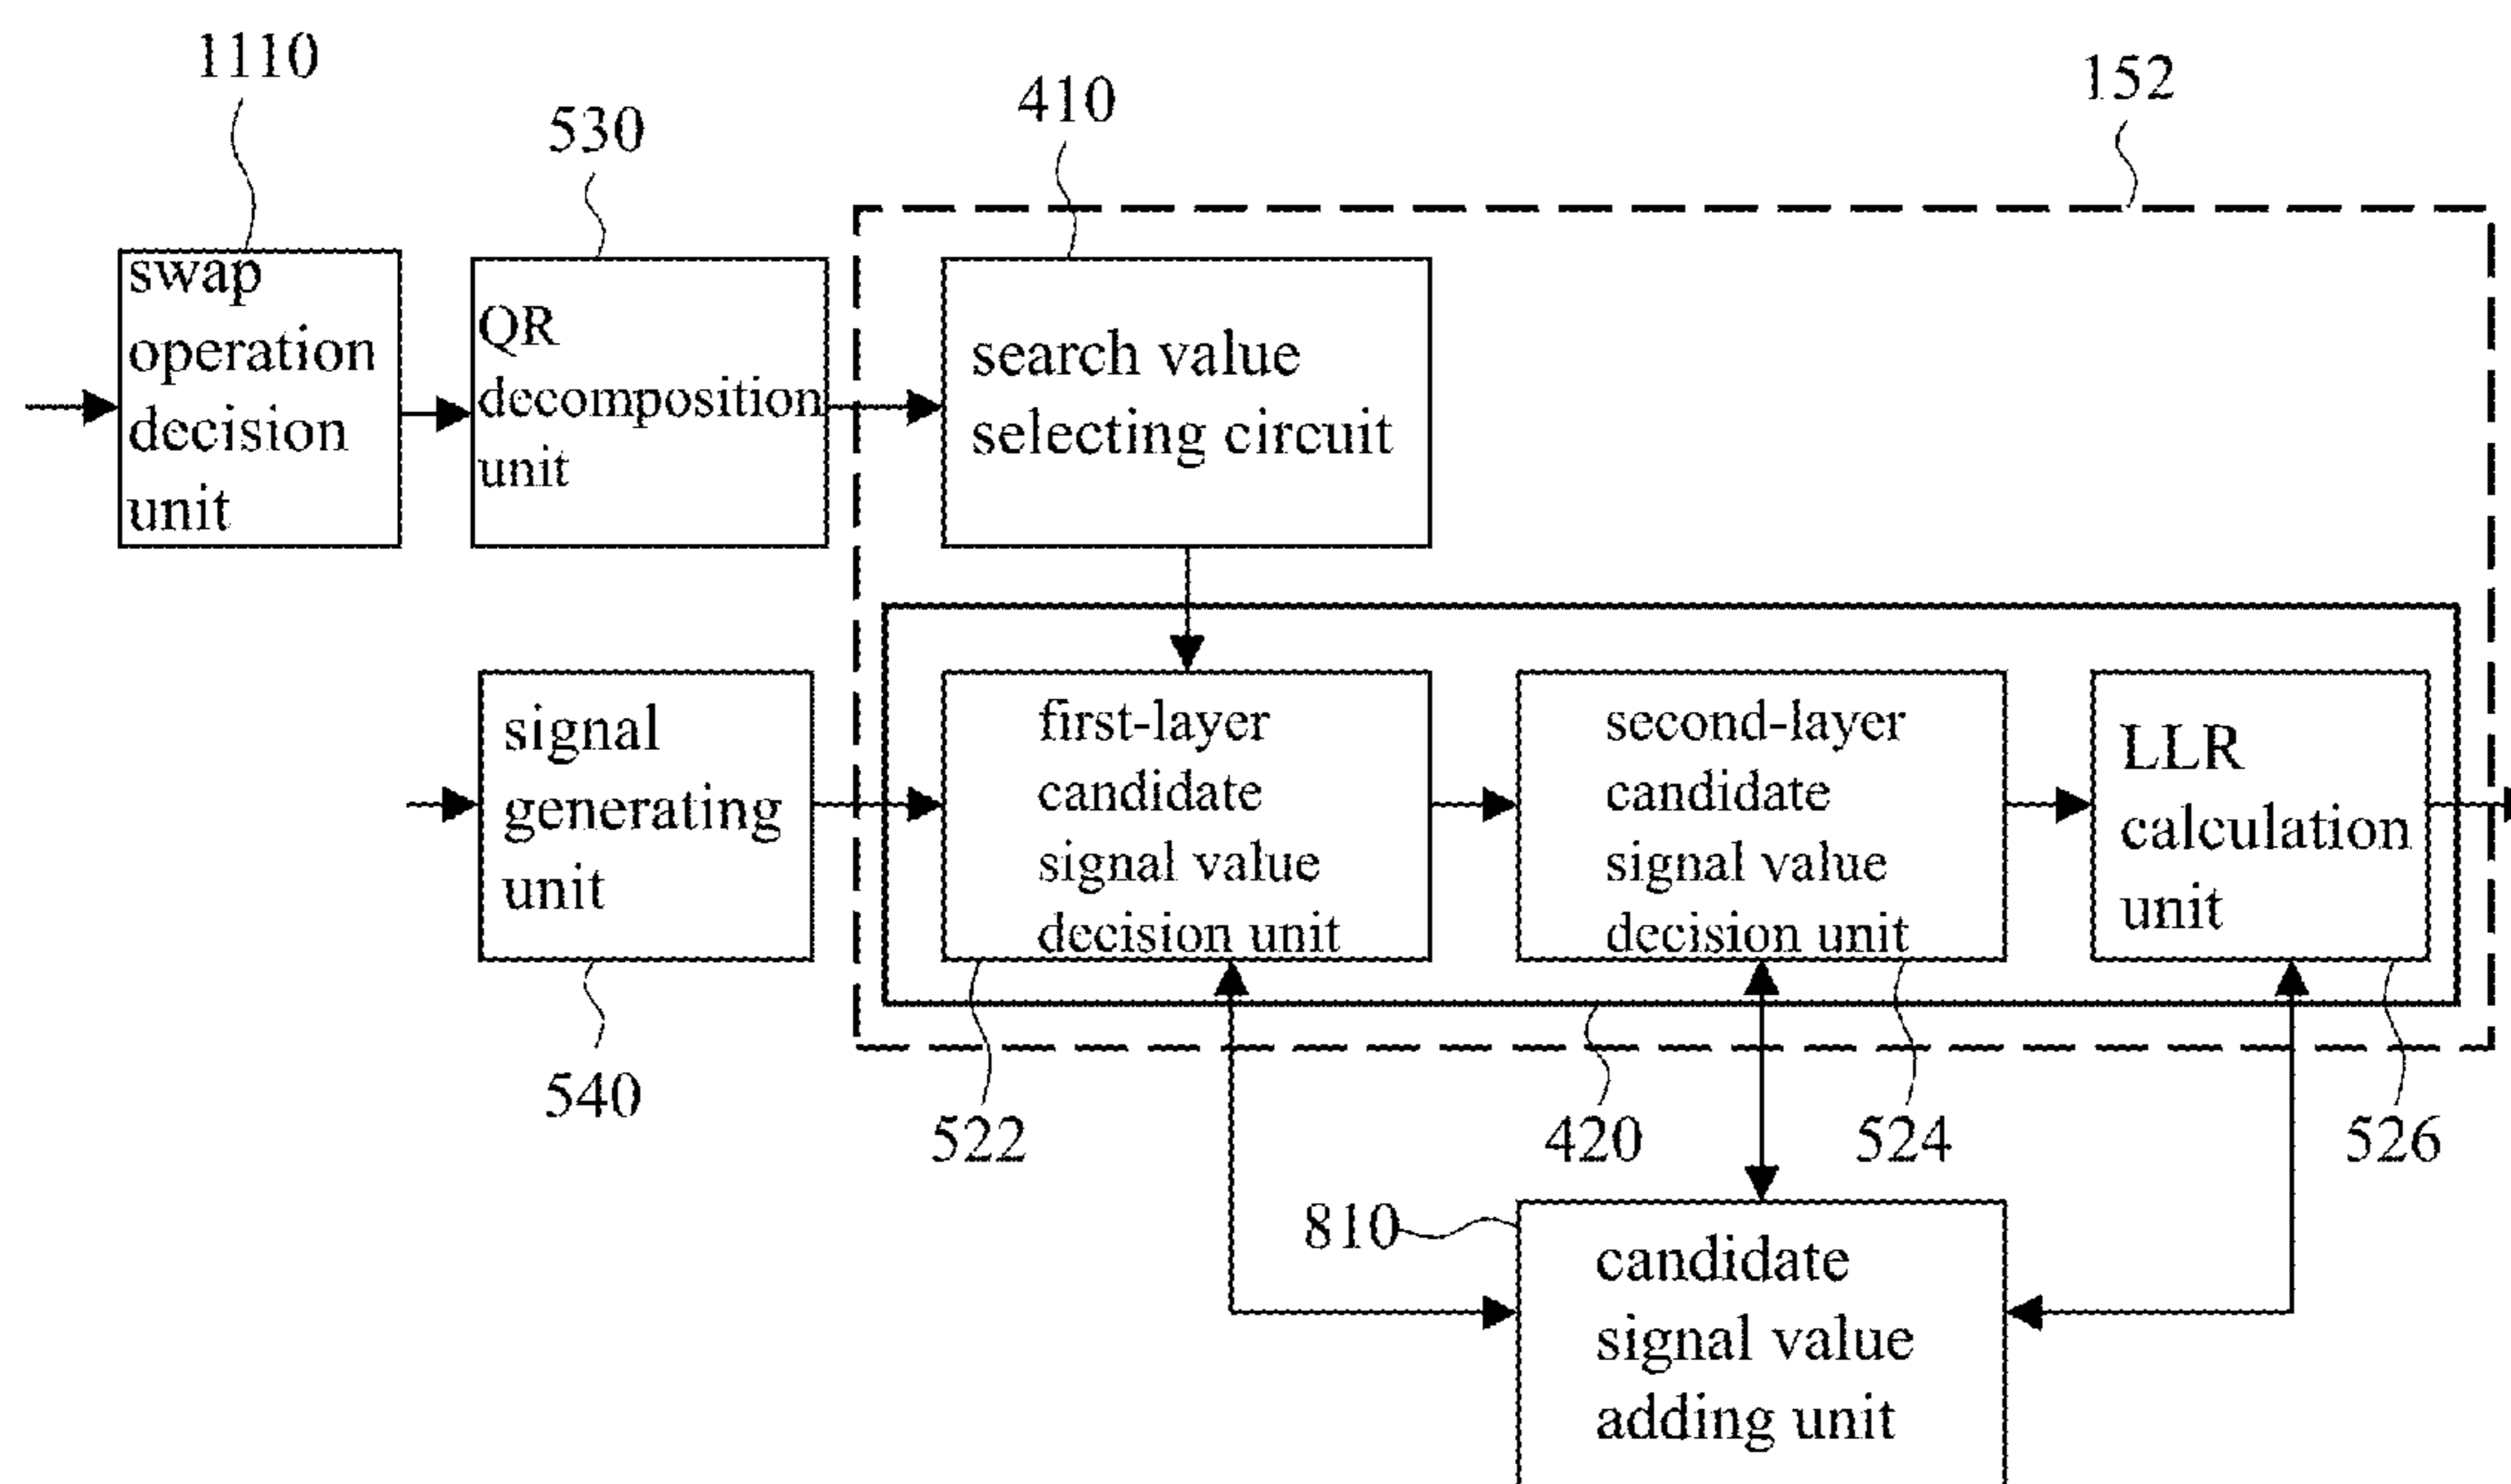 1110
530
410
152
swap
operation
decision
unit
QR
decomposition
unit
search value
selecting circuit
signal
generating
unit
first-layer
candidate
signal value
decision unit
second-layer
candidate
signal value
decision unit
LLR
calculation
unit
540
522
420
524
526
810
candidate
signal value
adding unit